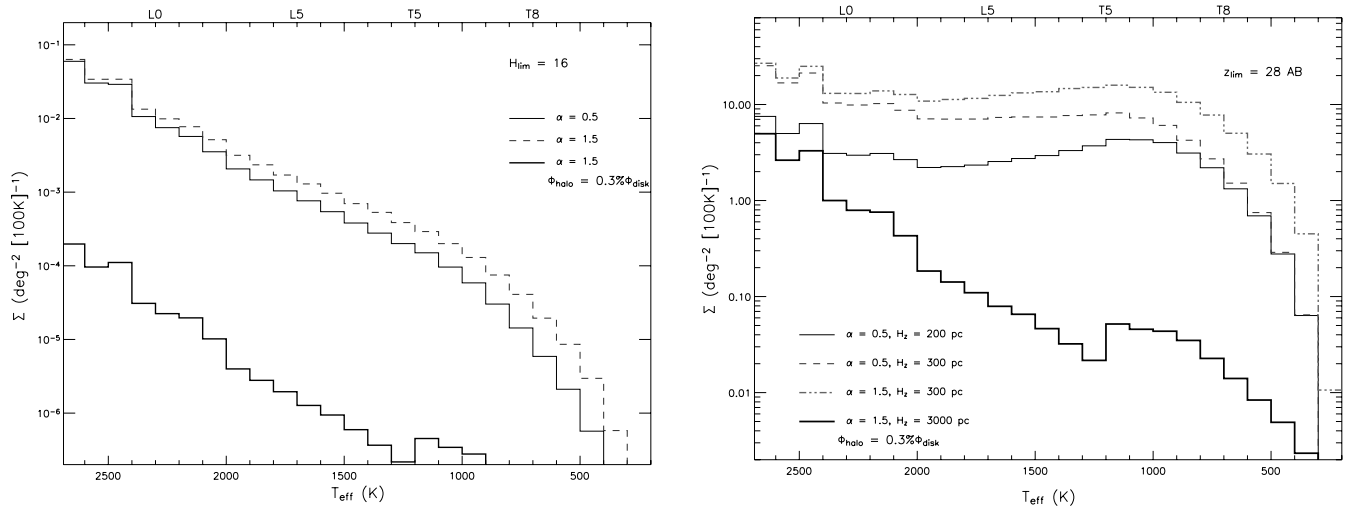 L0 L5 T5 T8
10⁻¹
10⁻²
10⁻³
10⁻⁴
10⁻⁵
10⁻⁶
Σ (deg⁻² [100K]⁻¹)
H_lim = 16
α = 0.5
α = 1.5
α = 1.5
Φ_halo = 0.3%Φ_disk
2500 2000 1500 1000 500
T_eff (K)
L0 L5 T5 T8
10.00
1.00
0.10
0.01
Σ (deg⁻² [100K]⁻¹)
z_lim = 28 AB
α = 0.5, H_z = 200 pc
α = 0.5, H_z = 300 pc
α = 1.5, H_z = 300 pc
α = 1.5, H_z = 3000 pc
Φ_halo = 0.3%Φ_disk
2500 2000 1500 1000 500
T_eff (K)